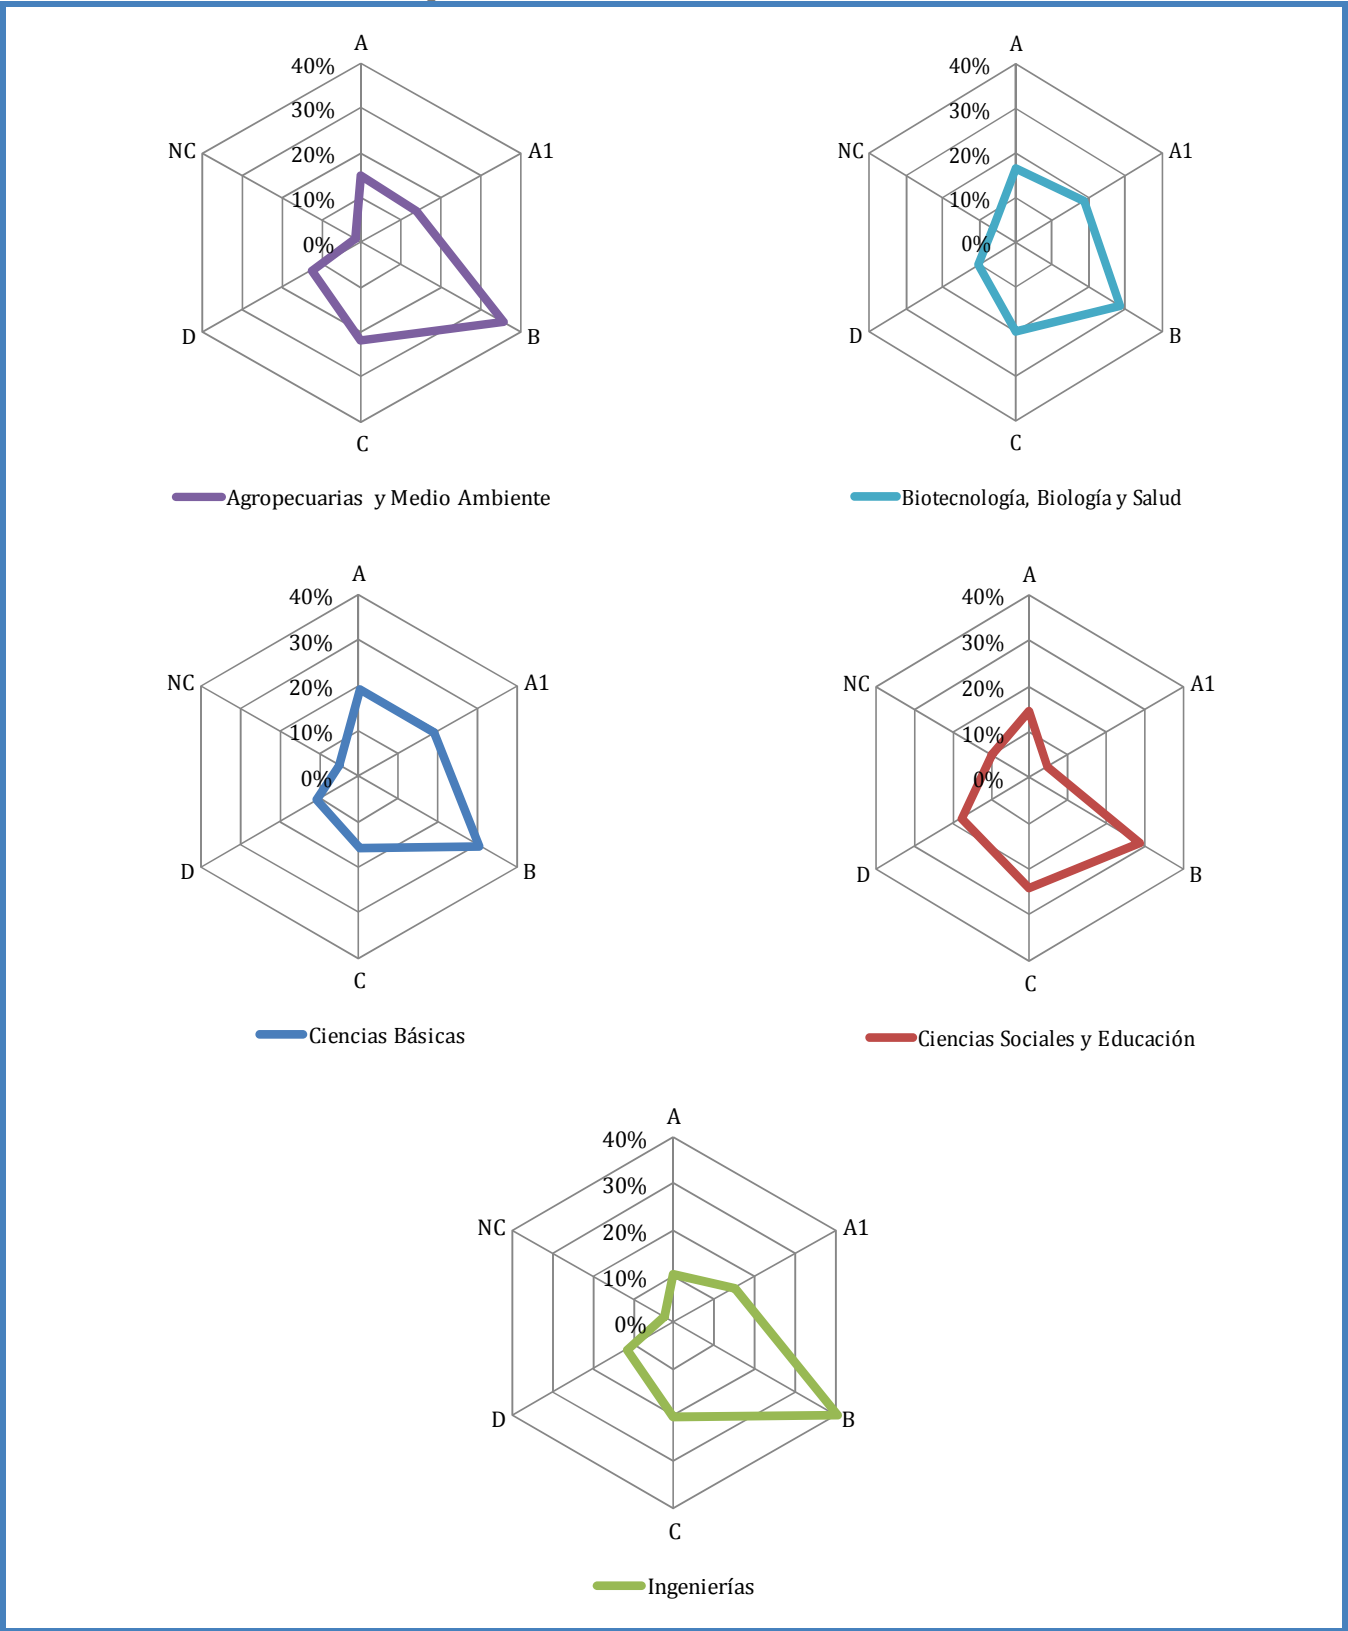 A
40%
30%
20%
10%
0%
NC
A1
D
B
C
Agropecuarias y Medio Ambiente
A
40%
30%
20%
10%
0%
NC
A1
D
B
C
Biotecnología, Biología y Salud
A
40%
30%
20%
10%
0%
NC
A1
D
B
C
Ciencias Básicas
A
40%
30%
20%
10%
0%
NC
A1
D
B
C
Ciencias Sociales y Educación
A
40%
30%
20%
10%
0%
NC
A1
D
B
C
Ingenierías